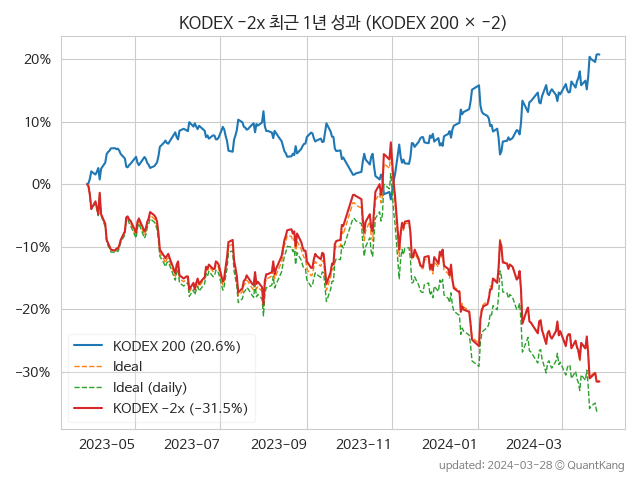 KODEX -2x 최근 1년 성과 (KODEX 200 × -2)
20%
10%
0%
-10%
-20%
-30%
KODEX 200 (20.6%)
Ideal
Ideal (daily)
KODEX -2x (-31.5%)
2023-05 2023-07 2023-09 2023-11 2024-01 2024-03
updated: 2024-03-28 ⓒ QuantKang